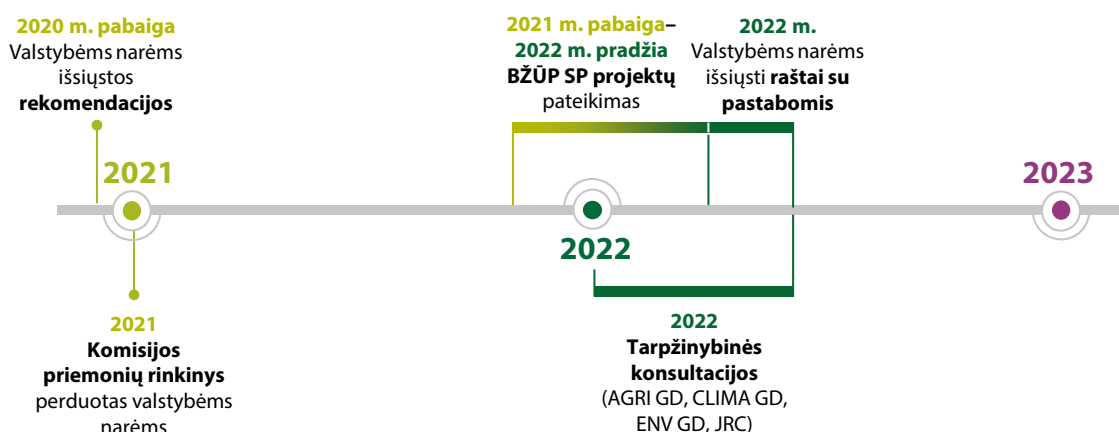 2020 m. pabaiga
Valstybėms narėms
išsiųstos
rekomendacijos
2021 m. pabaiga–
2022 m. pradžia
BŽŪP SP projektų
pateikimas
2022 m.
Valstybėms narėms
išsiųsti raštai su
pastabomis
2021
2022
2023
2021
Komisijos
priemonių rinkinys
perduotas valstybėms
narėms
2022
Tarpžinybinės
konsultacijos
(AGRI GD, CLIMA GD,
ENV GD, JRC)